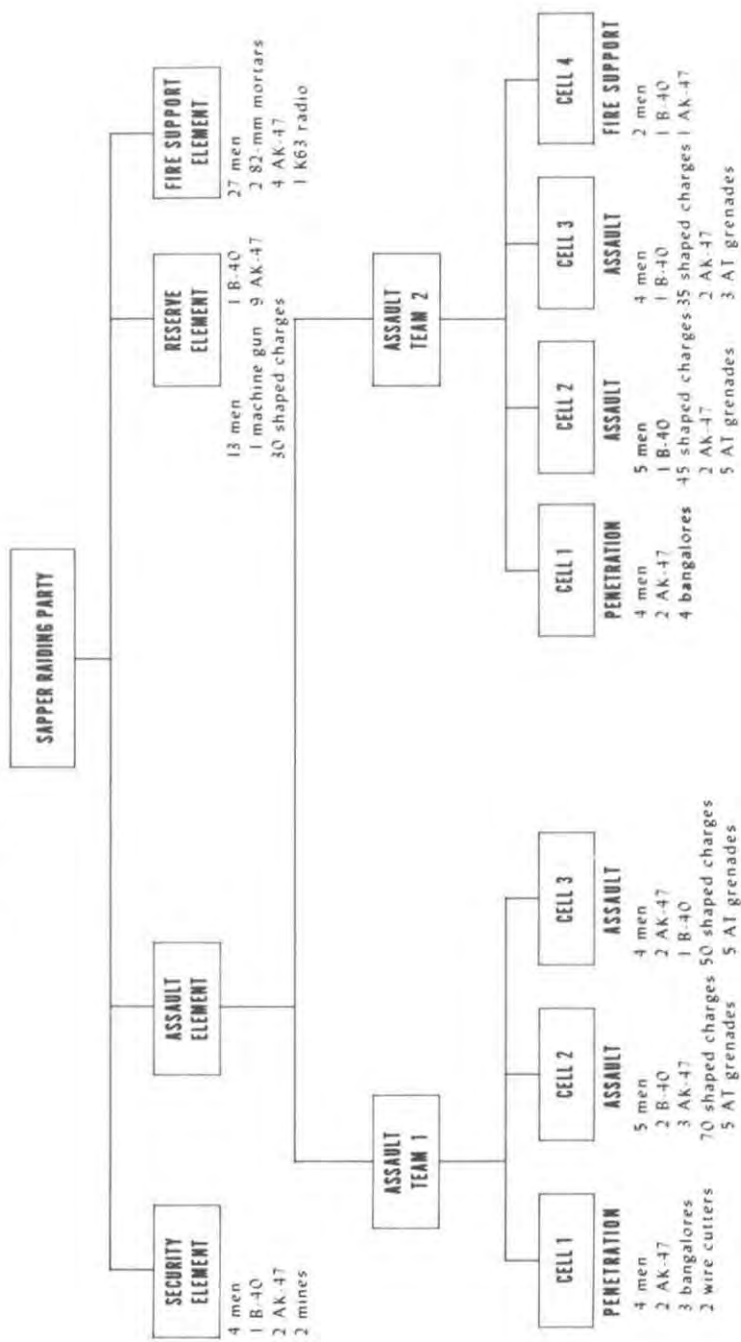 SAPPER RAIDING PARTY
SECURITY
ELEMENT
4 men
1 B-40
2 AK-47
2 mines
ASSAULT
ELEMENT
RESERVE
ELEMENT
13 men 1 B-40
1 machine gun 9 AK-47
30 shaped charges
FIRE SUPPORT
ELEMENT
27 men
2 82-mm mortars
4 AK-47
1 K63 radio
ASSAULT
TEAM 1
ASSAULT
TEAM 2
CELL 1
PENETRATION
4 men
2 AK-47
3 bangalores
2 wire cutters
CELL 2
ASSAULT
5 men
2 B-40
3 AK-47
70 shaped charges
5 AT grenades
CELL 3
ASSAULT
4 men
2 AK-47
1 B-40
50 shaped charges
5 AT grenades
CELL 1
PENETRATION
4 men
2 AK-47
4 bangalores
CELL 2
ASSAULT
5 men
1 B-40
45 shaped charges
2 AK-47
5 AT grenades
CELL 3
ASSAULT
4 men
1 B-40
35 shaped charges
2 AK-47
3 AT grenades
CELL 4
FIRE SUPPORT
2 men
1 B-40
1 AK-47